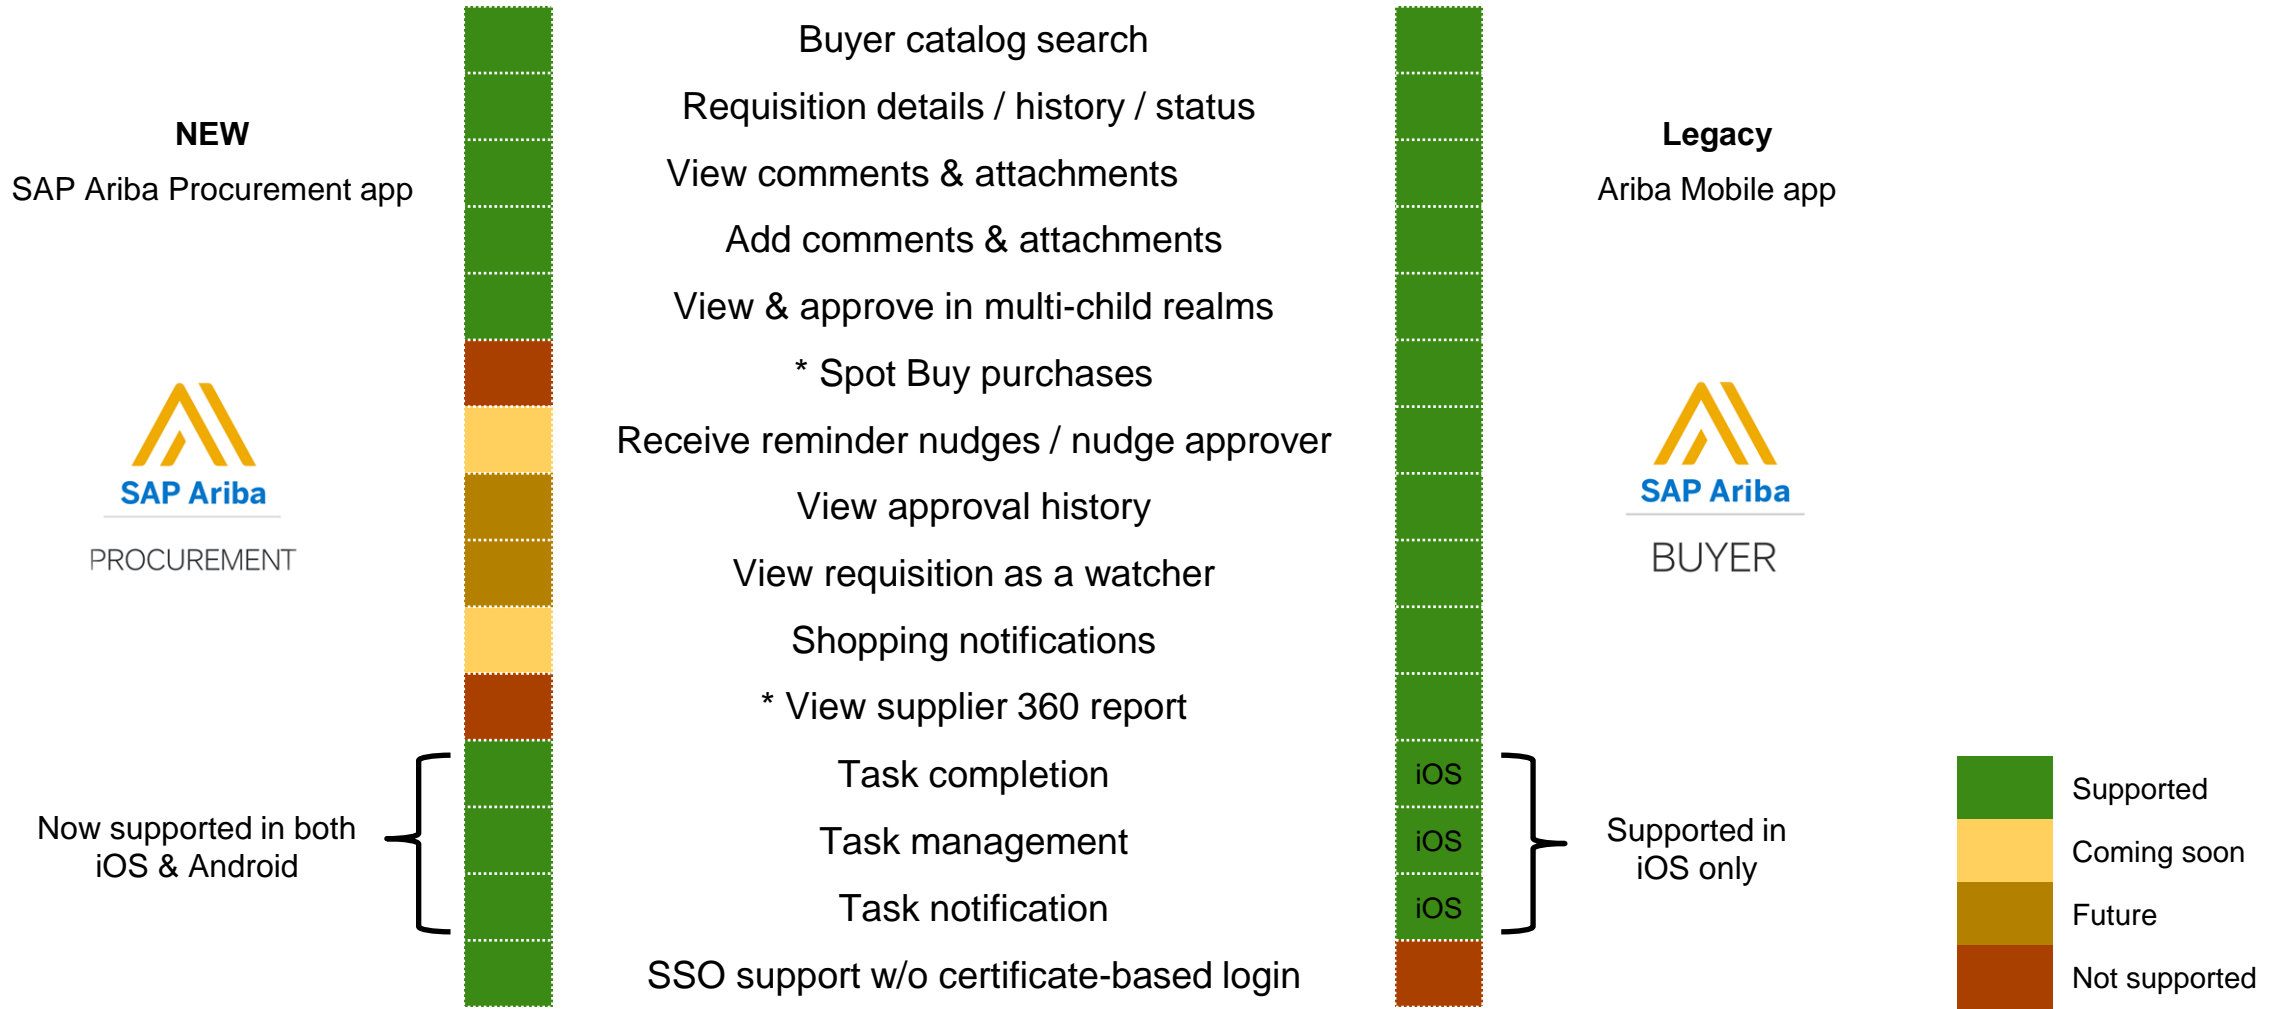 NEW
SAP Ariba Procurement app
SAP Ariba
PROCUREMENT
Now supported in both
iOS & Android
Buyer catalog search
Requisition details / history / status
View comments & attachments
Add comments & attachments
View & approve in multi-child realms
* Spot Buy purchases
Receive reminder nudges / nudge approver
View approval history
View requisition as a watcher
Shopping notifications
* View supplier 360 report
Task completion
Task management
Task notification
SSO support w/o certificate-based login
iOS
iOS
iOS
Legacy
Ariba Mobile app
SAP Ariba
BUYER
Supported in
iOS only
Supported
Coming soon
Future
Not supported